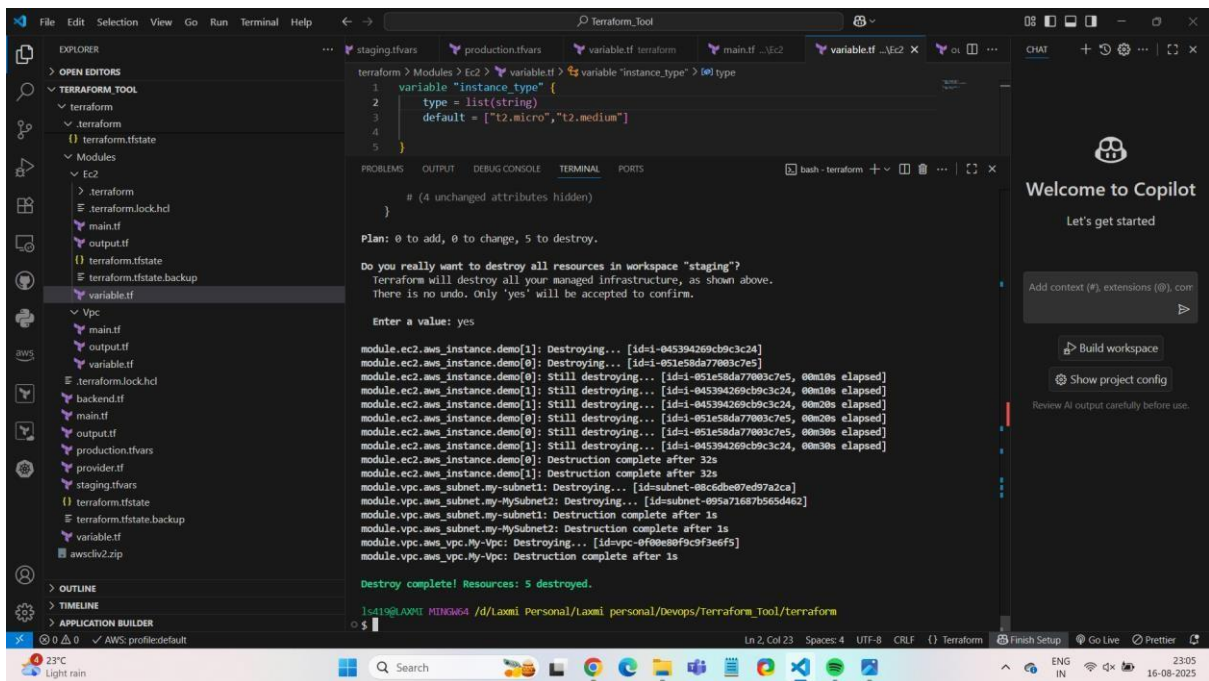 File Edit Selection View Go Run Terminal Help
Terraform_Tool
EXPLORER
OPEN EDITORS
TERRAFORM_TOOL
terraform
.terraform
terraform.tfstate
Modules
Ec2
.terraform
.terraform.lock.hcl
main.tf
output.tf
terraform.tfstate
terraform.tfstate.backup
variable.tf
Vpc
main.tf
output.tf
variable.tf
.terraform.lock.hcl
backend.tf
main.tf
output.tf
production.tfvars
provider.tf
staging.tfvars
terraform.tfstate
terraform.tfstate.backup
variable.tf
awscliv2.zip
OUTLINE
TIMELINE
APPLICATION BUILDER
aws
staging.tfvars production.tfvars variable.tf terraform main.tf ...\Ec2 variable.tf ...\Ec2 ou
terraform > Modules > Ec2 > variable.tf > variable "instance_type" > type
1 variable "instance_type" {
2 type = list(string)
3 default = ["t2.micro","t2.medium"]
4
5 }
PROBLEMS OUTPUT DEBUG CONSOLE TERMINAL PORTS
bash - terraform
# (4 unchanged attributes hidden)
}
Plan: 0 to add, 0 to change, 5 to destroy.
Do you really want to destroy all resources in workspace "staging"?
Terraform will destroy all your managed infrastructure, as shown above.
There is no undo. Only 'yes' will be accepted to confirm.
Enter a value: yes
module.ec2.aws_instance.demo[1]: Destroying... [id=i-045394269cb9c3c24]
module.ec2.aws_instance.demo[0]: Destroying... [id=i-051e58da77003c7e5]
module.ec2.aws_instance.demo[0]: Still destroying... [id=i-051e58da77003c7e5, 00m10s elapsed]
module.ec2.aws_instance.demo[1]: Still destroying... [id=i-045394269cb9c3c24, 00m10s elapsed]
module.ec2.aws_instance.demo[1]: Still destroying... [id=i-045394269cb9c3c24, 00m20s elapsed]
module.ec2.aws_instance.demo[0]: Still destroying... [id=i-051e58da77003c7e5, 00m20s elapsed]
module.ec2.aws_instance.demo[0]: Still destroying... [id=i-051e58da77003c7e5, 00m30s elapsed]
module.ec2.aws_instance.demo[1]: Still destroying... [id=i-045394269cb9c3c24, 00m30s elapsed]
module.ec2.aws_instance.demo[0]: Destruction complete after 32s
module.ec2.aws_instance.demo[1]: Destruction complete after 32s
module.vpc.aws_subnet.my-subnet1: Destroying... [id=subnet-08c6dbe07ed97a2ca]
module.vpc.aws_subnet.my-MySubnet2: Destroying... [id=subnet-095a71687b565d462]
module.vpc.aws_subnet.my-subnet1: Destruction complete after 1s
module.vpc.aws_subnet.my-MySubnet2: Destruction complete after 1s
module.vpc.aws_vpc.My-Vpc: Destroying... [id=vpc-0f00e80f9c9f3e6f5]
module.vpc.aws_vpc.My-Vpc: Destruction complete after 1s
Destroy complete! Resources: 5 destroyed.
ls419@LAXMI MINGW64 /d/Laxmi Personal/Laxmi personal/Devops/Terraform_Tool/terraform
$
CHAT
Welcome to Copilot
Let's get started
Add context (#), extensions (@), com
Build workspace
Show project config
Review AI output carefully before use.
0 0 AWS: profile:default
Ln 2, Col 23 Spaces: 4 UTF-8 CRLF {} Terraform Finish Setup Go Live Prettier
4
23°C
Light rain
Search
ENG
IN
23:05
16-08-2025